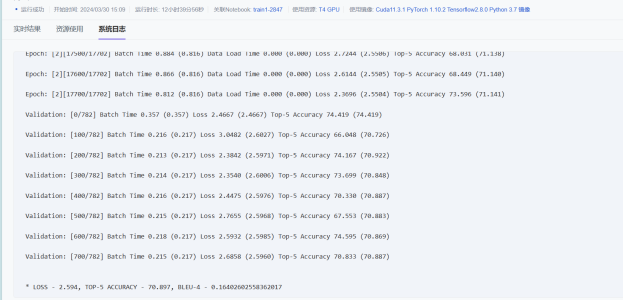 运行成功 开始时间: 2024/03/30 15:09 运行时长: 12小时39分59秒 关联Notebook: train1-2847 使用资源: T4 GPU 使用镜像: Cuda11.3.1 PyTorch 1.10.2 Tensorflow2.8.0 Python 3.7 镜像
实时结果 资源使用 系统日志
Epoch: [2][17500/17702] Batch Time 0.884 (0.816) Data Load Time 0.000 (0.000) Loss 2.7244 (2.5506) Top-5 Accuracy 68.031 (71.138)
Epoch: [2][17600/17702] Batch Time 0.866 (0.816) Data Load Time 0.000 (0.000) Loss 2.6144 (2.5505) Top-5 Accuracy 68.449 (71.140)
Epoch: [2][17700/17702] Batch Time 0.812 (0.816) Data Load Time 0.000 (0.000) Loss 2.3696 (2.5504) Top-5 Accuracy 73.596 (71.141)
Validation: [0/782] Batch Time 0.357 (0.357) Loss 2.4667 (2.4667) Top-5 Accuracy 74.419 (74.419)
Validation: [100/782] Batch Time 0.216 (0.217) Loss 3.0482 (2.6027) Top-5 Accuracy 66.048 (70.726)
Validation: [200/782] Batch Time 0.213 (0.217) Loss 2.3842 (2.5971) Top-5 Accuracy 74.167 (70.922)
Validation: [300/782] Batch Time 0.214 (0.217) Loss 2.3540 (2.6006) Top-5 Accuracy 73.699 (70.848)
Validation: [400/782] Batch Time 0.216 (0.217) Loss 2.4475 (2.5976) Top-5 Accuracy 70.330 (70.887)
Validation: [500/782] Batch Time 0.215 (0.217) Loss 2.7655 (2.5968) Top-5 Accuracy 67.553 (70.883)
Validation: [600/782] Batch Time 0.218 (0.217) Loss 2.5932 (2.5985) Top-5 Accuracy 74.595 (70.869)
Validation: [700/782] Batch Time 0.215 (0.217) Loss 2.6858 (2.5960) Top-5 Accuracy 70.833 (70.887)
* LOSS - 2.594, TOP-5 ACCURACY - 70.897, BLEU-4 - 0.16402602558362017